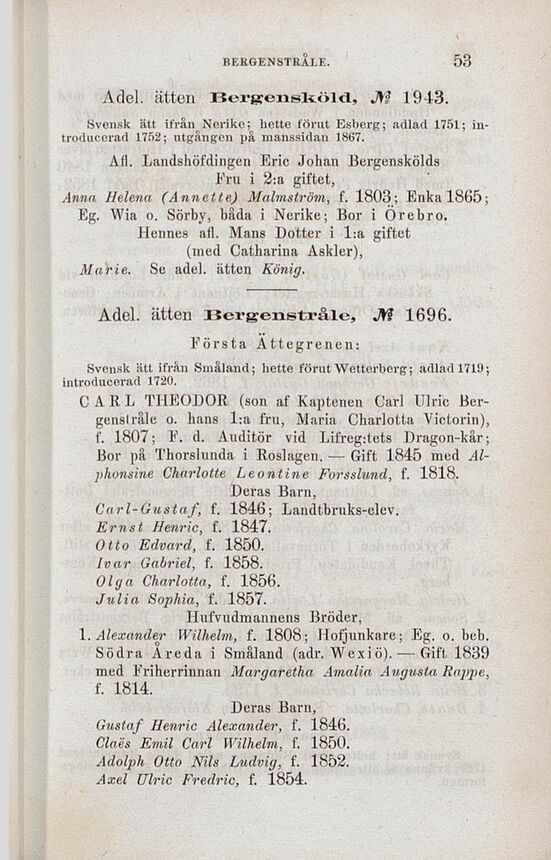 BERGENSTRÅLE. 53
Adel. ätten Bergensköld, № 1943.
Svensk ätt ifrån Nerike; hette förut Esberg; adlad 1751; in-
troducerad 1752; utgången på manssidan 1867.
Afl. Landshöfdingen Eric Johan Bergenskölds
Fru i 2:a giftet,
Anna Helena (Annette) Malmström, f. 1803; Enka 1865;
Eg. Wia o. Sörby, båda i Nerike; Bor i Örebro.
Hennes afl. Mans Dotter i 1:a giftet
(med Catharina Askler),
Marie. Se adel. ätten König.
Adel. ätten Bergenstråle, № 1696.
Första Ättegrenen:
Svensk ätt ifrån Småland; hette förut Wetterberg; adlad 1719;
introducerad 1720.
CARL THEODOR (son af Kaptenen Carl Ulric Ber-
genstråle o. hans 1:a fru, Maria Charlotta Victorin),
f. 1807; F. d. Auditör vid Lifreg:tets Dragon-kår;
Bor på Thorslunda i Roslagen. — Gift 1845 med Al-
phonsine Charlotte Leontine Forsslund, f. 1818.
Deras Barn,
Carl-Gustaf, f. 1846; Landtbruks-elev.
Ernst Henric, f. 1847.
Otto Edvard, f. 1850.
Ivar Gabriel, f. 1858.
Olga Charlotta, f. 1856.
Julia Sophia, f. 1857.
Hufvudmannens Bröder,
1. Alexander Wilhelm, f. 1808; Hofjunkare; Eg. o. beb.
Södra Åreda i Småland (adr. Wexiö). — Gift 1839
med Friherrinnan Margaretha Amalia Augusta Rappe,
f. 1814.
Deras Barn,
Gustaf Henric Alexander, f. 1846.
Claës Emil Carl Wilhelm, f. 1850.
Adolph Otto Nils Ludvig, f. 1852.
Axel Ulric Fredric, f. 1854.